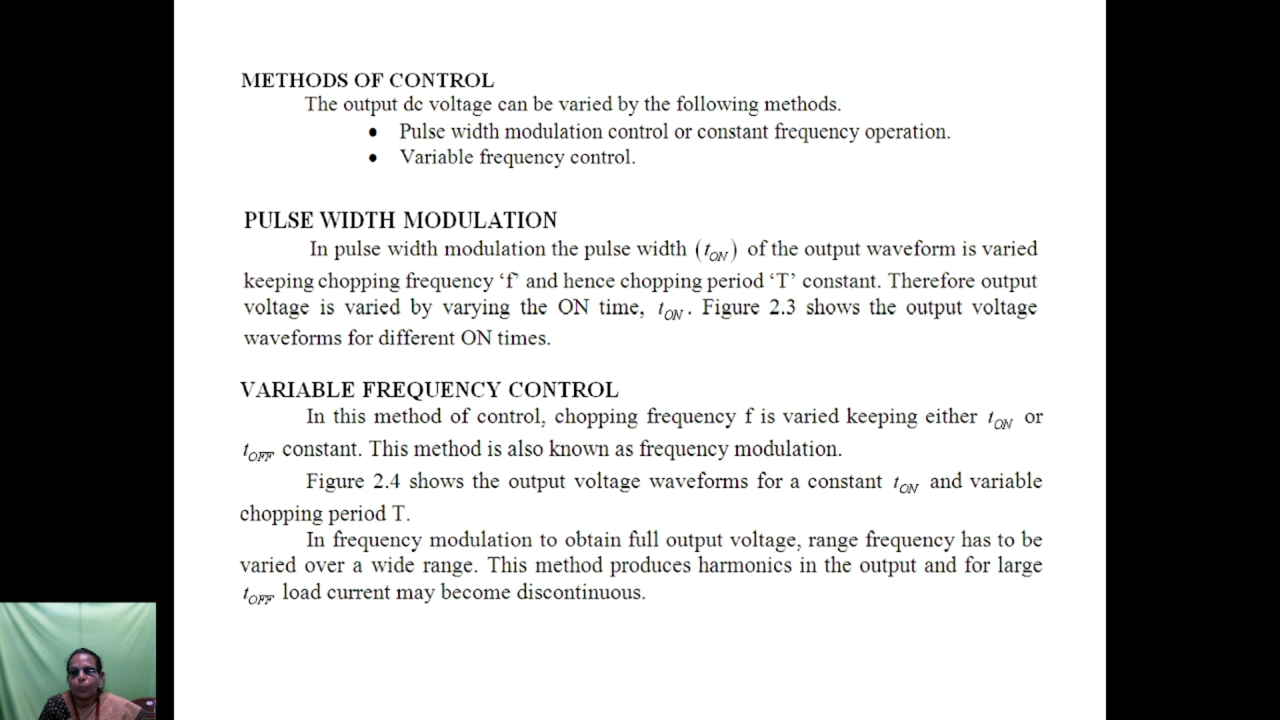 METHODS OF CONTROL
The output dc voltage can be varied by the following methods.
• Pulse width modulation control or constant frequency operation.
• Variable frequency control.
PULSE WIDTH MODULATION
In pulse width modulation the pulse width (tON) of the output waveform is varied
keeping chopping frequency ‘f’ and hence chopping period ‘T’ constant. Therefore output
voltage is varied by varying the ON time, tON. Figure 2.3 shows the output voltage
waveforms for different ON times.
VARIABLE FREQUENCY CONTROL
In this method of control, chopping frequency f is varied keeping either tON or
tOFF constant. This method is also known as frequency modulation.
Figure 2.4 shows the output voltage waveforms for a constant tON and variable
chopping period T.
In frequency modulation to obtain full output voltage, range frequency has to be
varied over a wide range. This method produces harmonics in the output and for large
tOFF load current may become discontinuous.